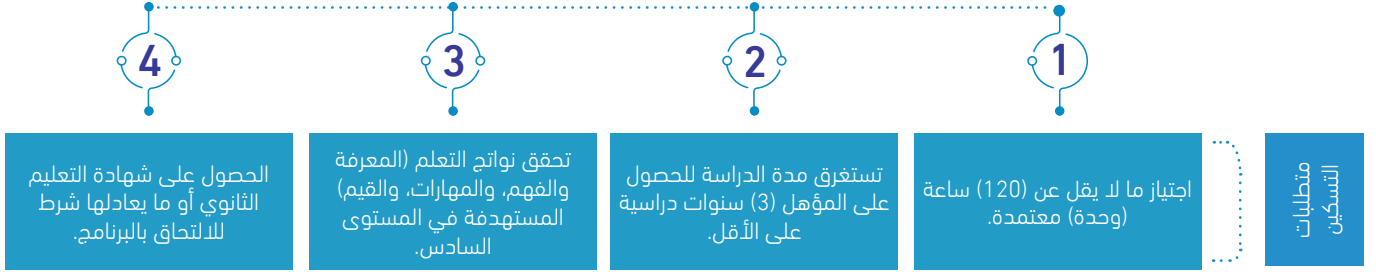 متطلبات
التسكين
1
اجتياز ما لا يقل عن (120) ساعة
(وحدة) معتمدة.
2
تستغرق مدة الدراسة للحصول
على المؤهل (3) سنوات دراسية
على الأقل.
3
تحقق نواتج التعلم (المعرفة
والفهم، والمهارات، والقيم)
المستهدفة في المستوى
السادس.
4
الحصول على شهادة التعليم
الثانوي أو ما يعادلها شرط
للالتحاق بالبرنامج.